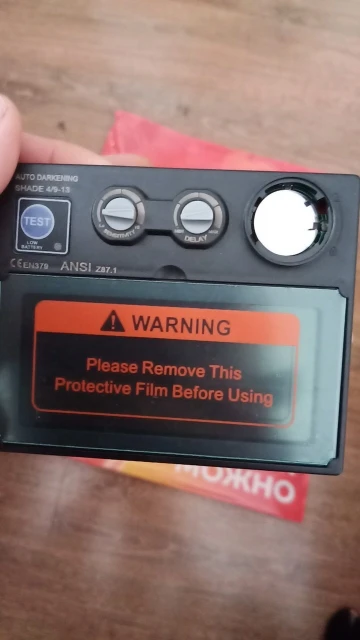 AUTO DARKENING
SHADE 4/9-13
TEST
LOW
BATTERY
SENSITIVITY
DELAY
CE EN379 ANSI Z87.1
WARNING
Please Remove This
Protective Film Before Using
МОЖНО